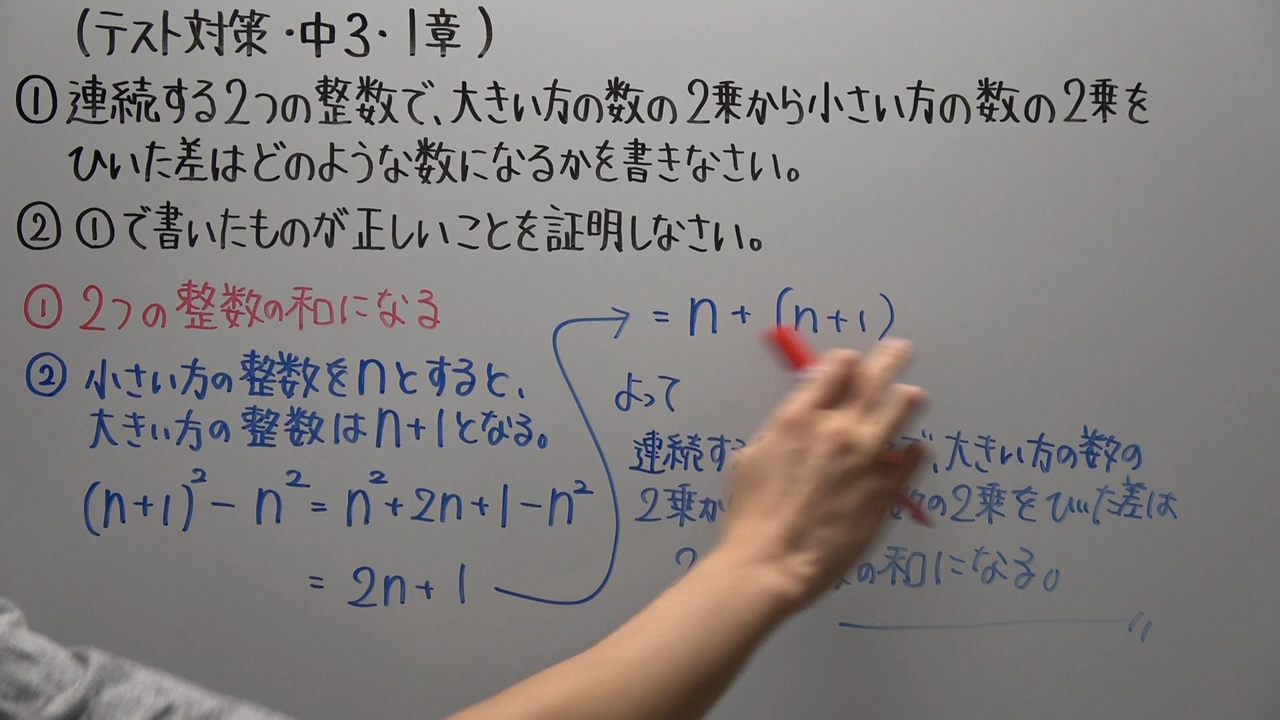 (テスト対策・中3・1章)
①連続する2つの整数で、大きい方の数の2乗から小さい方の数の2乗を
ひいた差はどのような数になるかを書きなさい。
②①で書いたものが正しいことを証明しなさい。
①2つの整数の和になる
②小さい方の整数をnとすると、
大きい方の整数はn+1となる。
(n+1)²-n²=n²+2n+1-n²
=2n+1
=n+(n+1)
よって
連続す で、大きい方の数の
2乗か 数の2乗をひいた差は
2 の和になる。